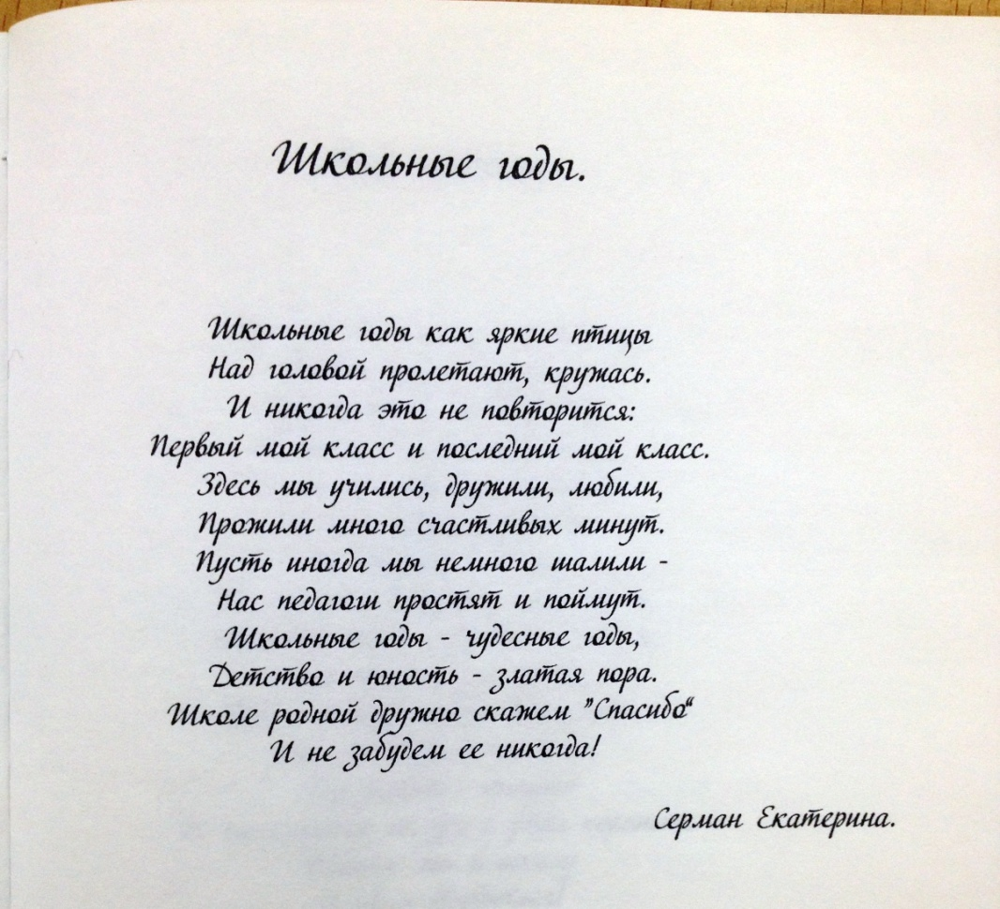 Школьные годы.
Школьные годы как яркие птицы
Над головой пролетают, кружась.
И никогда это не повторится:
Первый мой класс и последний мой класс.
Здесь мы учились, дружили, любили,
Прожили много счастливых минут.
Пусть иногда мы немного шалили -
Нас педагоги простят и поймут.
Школьные годы - чудесные годы,
Детство и юность - златая пора.
Школе родной дружно скажем "Спасибо"
И не забудем ее никогда!
Серман Екатерина.